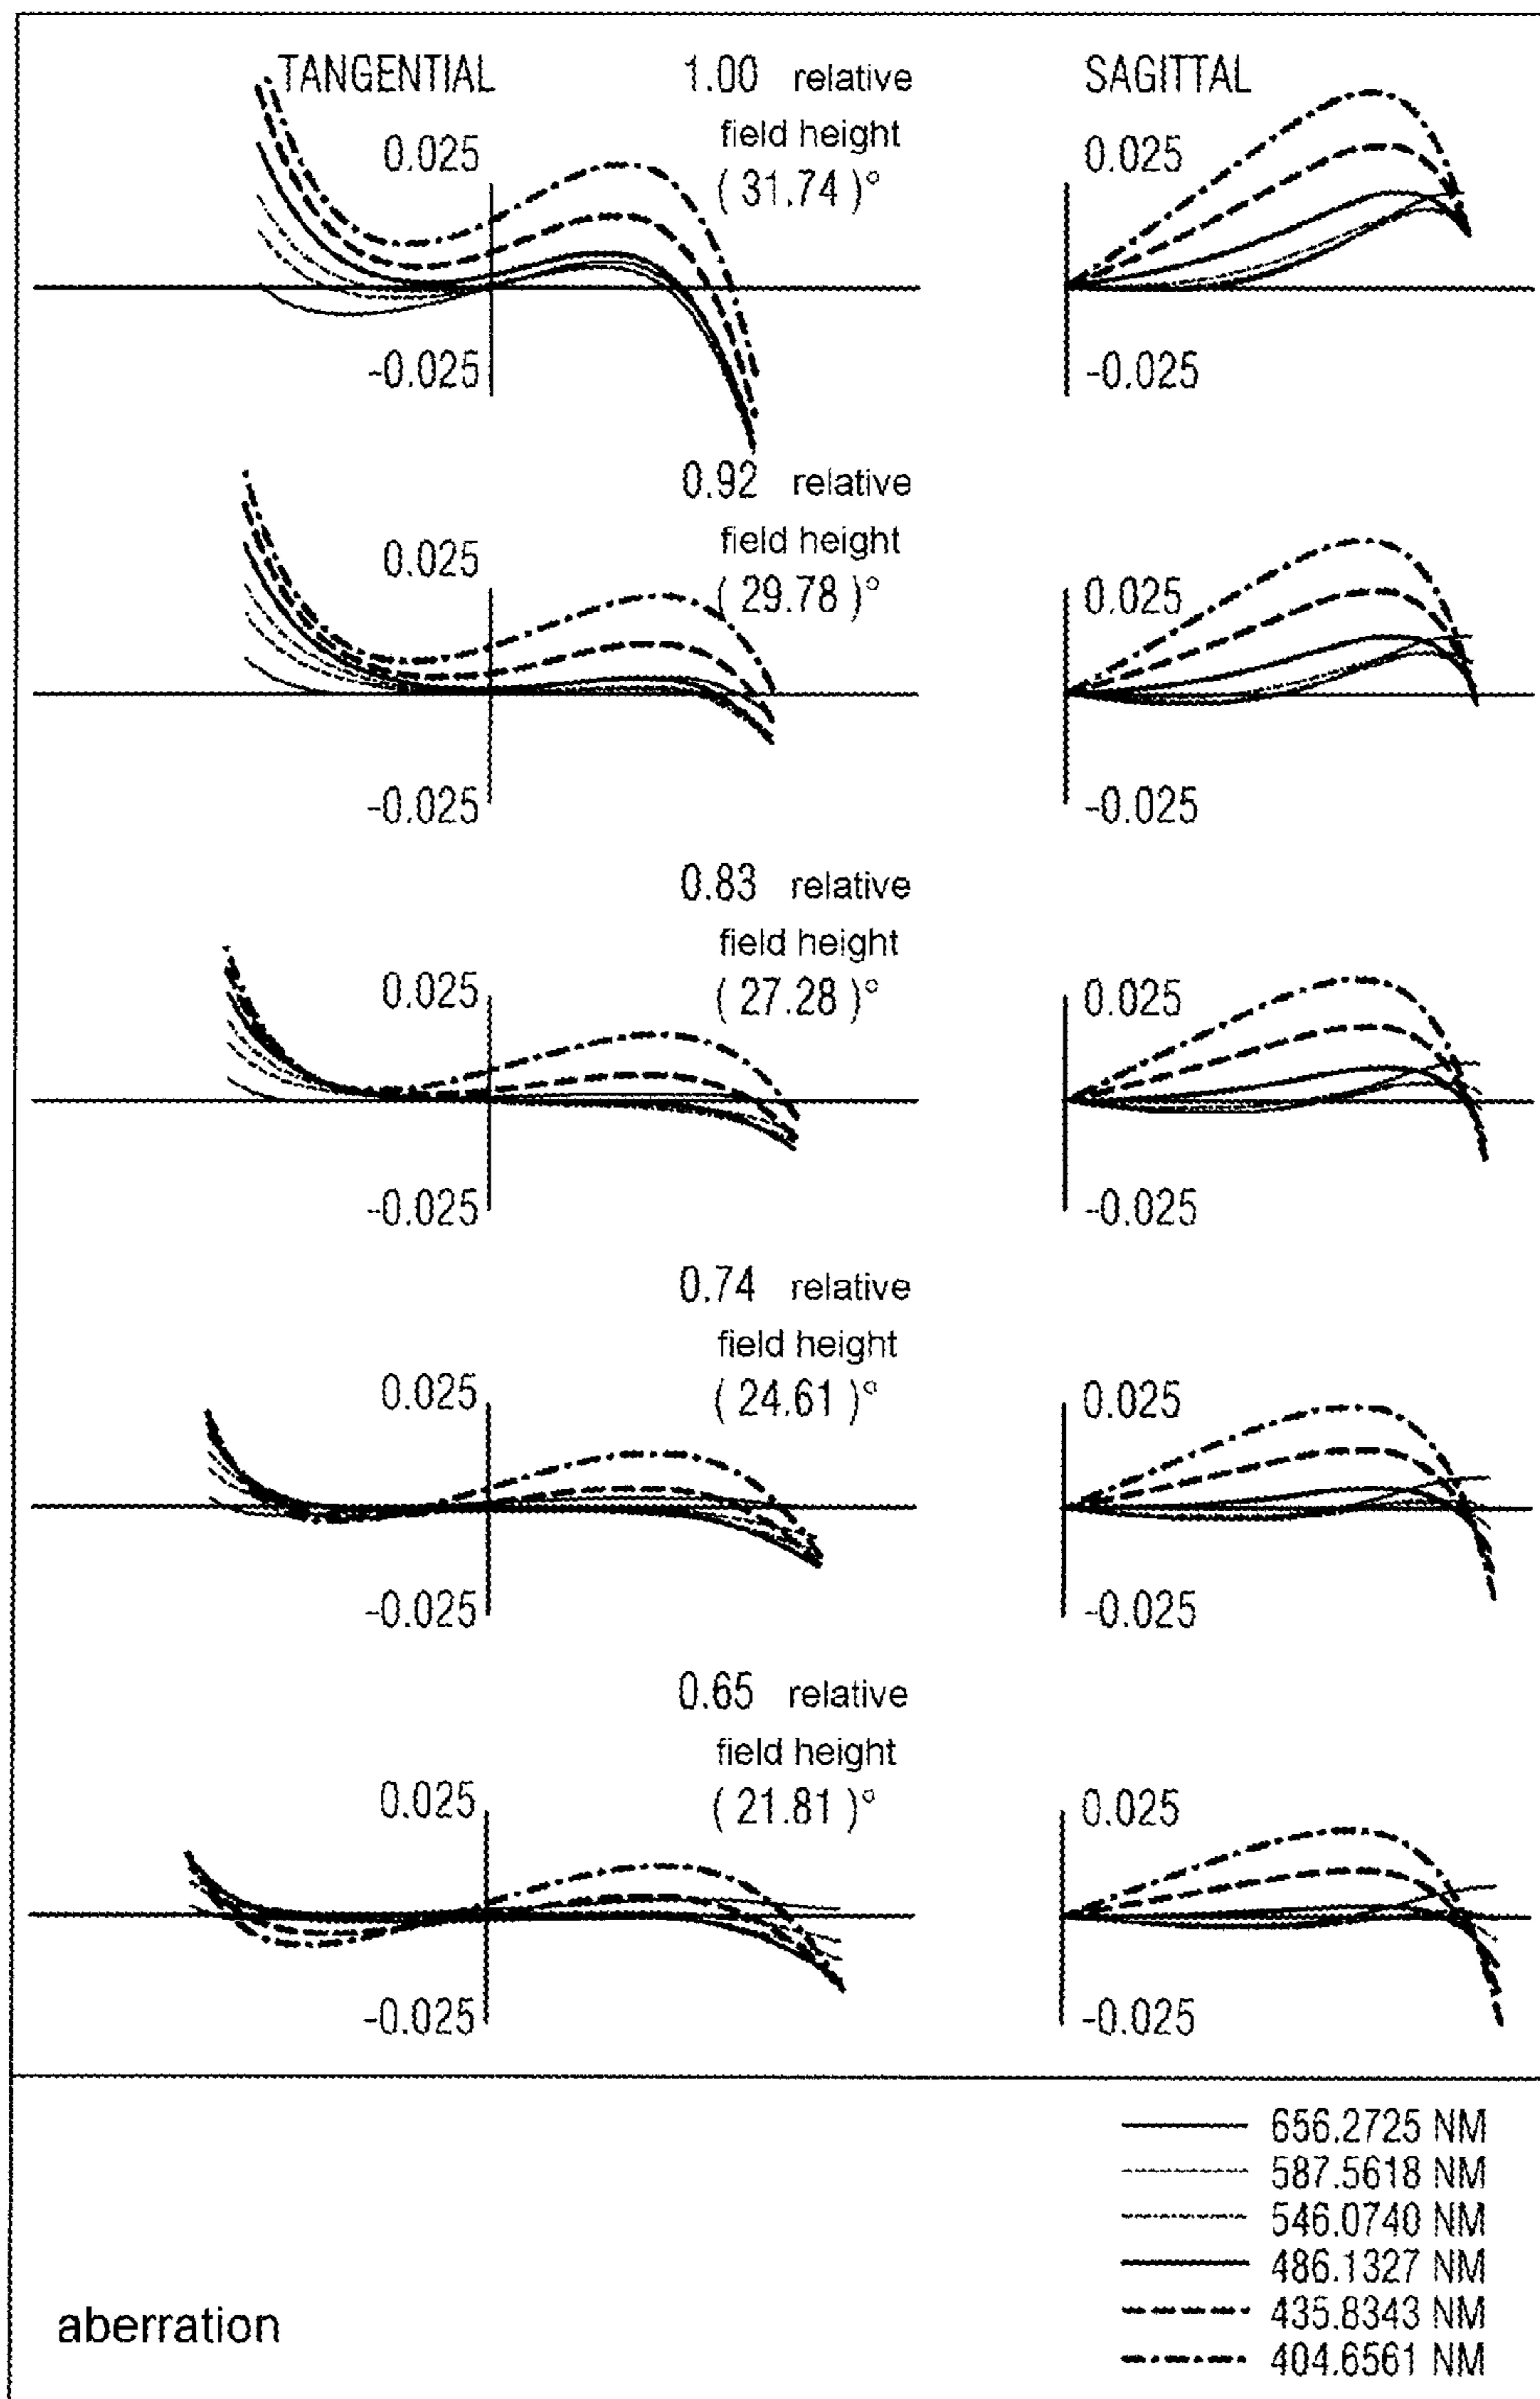 TANGENTIAL 1.00 relative SAGITTAL
field height
0.025 0.025
( 31.74 )°
-0.025 -0.025
0.92 relative
field height
0.025 0.025
( 29.78 )°
-0.025 -0.025
0.83 relative
field height
0.025 0.025
( 27.28 )°
-0.025 -0.025
0.74 relative
field height
0.025 0.025
( 24.61 )°
-0.025 -0.025
0.65 relative
field height
0.025 0.025
( 21.81 )°
-0.025 -0.025
656.2725 NM
587.5618 NM
546.0740 NM
486.1327 NM
435.8343 NM
404.6561 NM
aberration